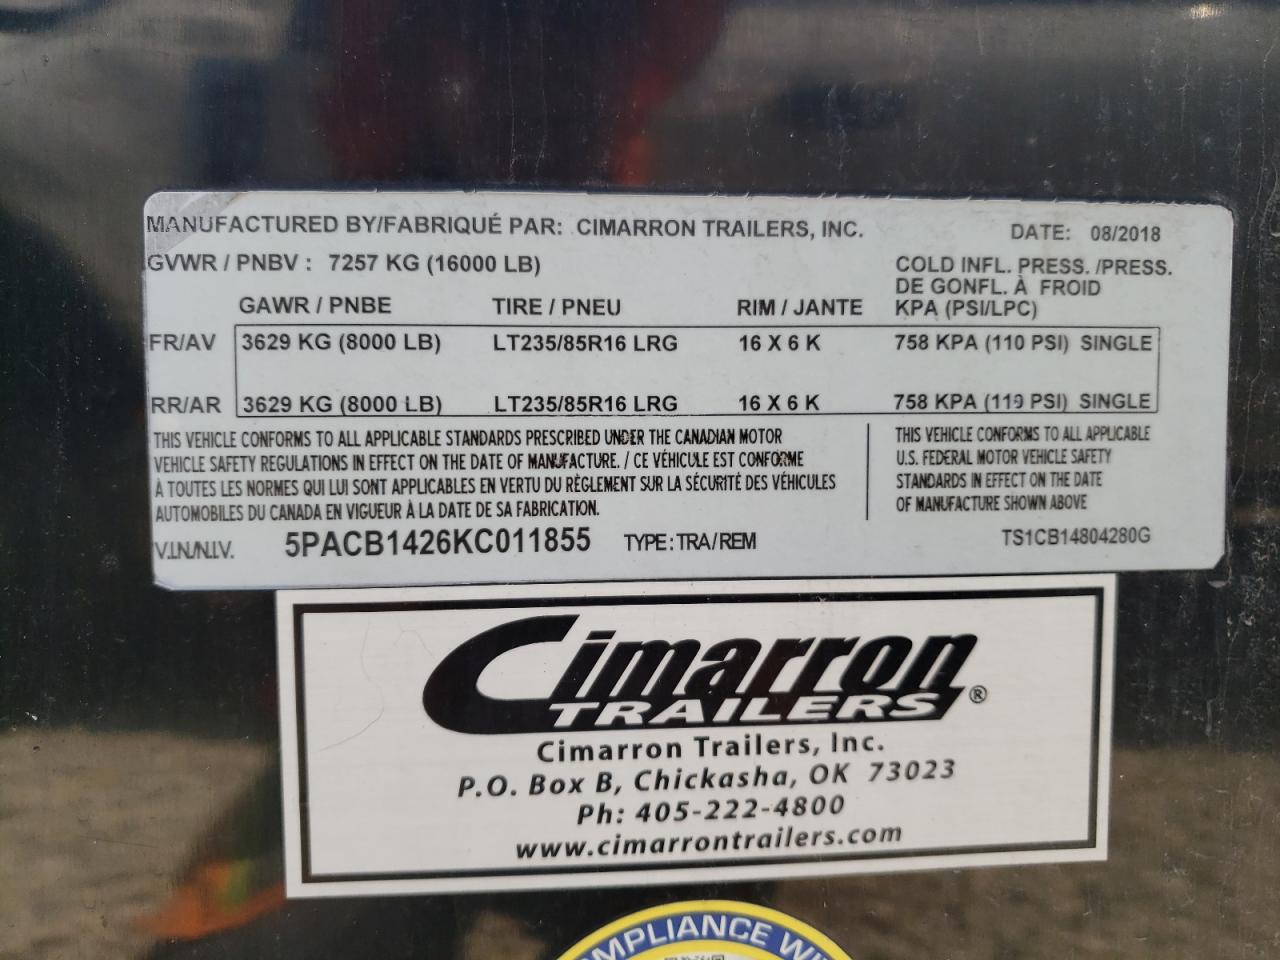 MANUFACTURED BY/FABRIQUÉ PAR: CIMARRON TRAILERS, INC. DATE: 08/2018
GVWR / PNBV : 7257 KG (16000 LB)
COLD INFL. PRESS. /PRESS.
DE GONFL. À FROID
GAWR / PNBE TIRE / PNEU RIM / JANTE KPA (PSI/LPC)
FR/AV 3629 KG (8000 LB) LT235/85R16 LRG 16 X 6 K 758 KPA (110 PSI) SINGLE
RR/AR 3629 KG (8000 LB) LT235/85R16 LRG 16 X 6 K 758 KPA (110 PSI) SINGLE
THIS VEHICLE CONFORMS TO ALL APPLICABLE STANDARDS PRESCRIBED UNDER THE CANADIAN MOTOR
VEHICLE SAFETY REGULATIONS IN EFFECT ON THE DATE OF MANUFACTURE. / CE VÉHICULE EST CONFORME
À TOUTES LES NORMES QUI LUI SONT APPLICABLES EN VERTU DU RÈGLEMENT SUR LA SÉCURITÉ DES VÉHICULES
AUTOMOBILES DU CANADA EN VIGUEUR À LA DATE DE SA FABRICATION.
THIS VEHICLE CONFORMS TO ALL APPLICABLE
U.S. FEDERAL MOTOR VEHICLE SAFETY
STANDARDS IN EFFECT ON THE DATE
OF MANUFACTURE SHOWN ABOVE
V.I.N./N.I.V. 5PACB1426KC011855 TYPE: TRA/REM TS1CB14804280G
Cimarron
TRAILERS ®
Cimarron Trailers, Inc.
P.O. Box B, Chickasha, OK 73023
Ph: 405-222-4800
www.cimarrontrailers.com
OMPLIANCE WI